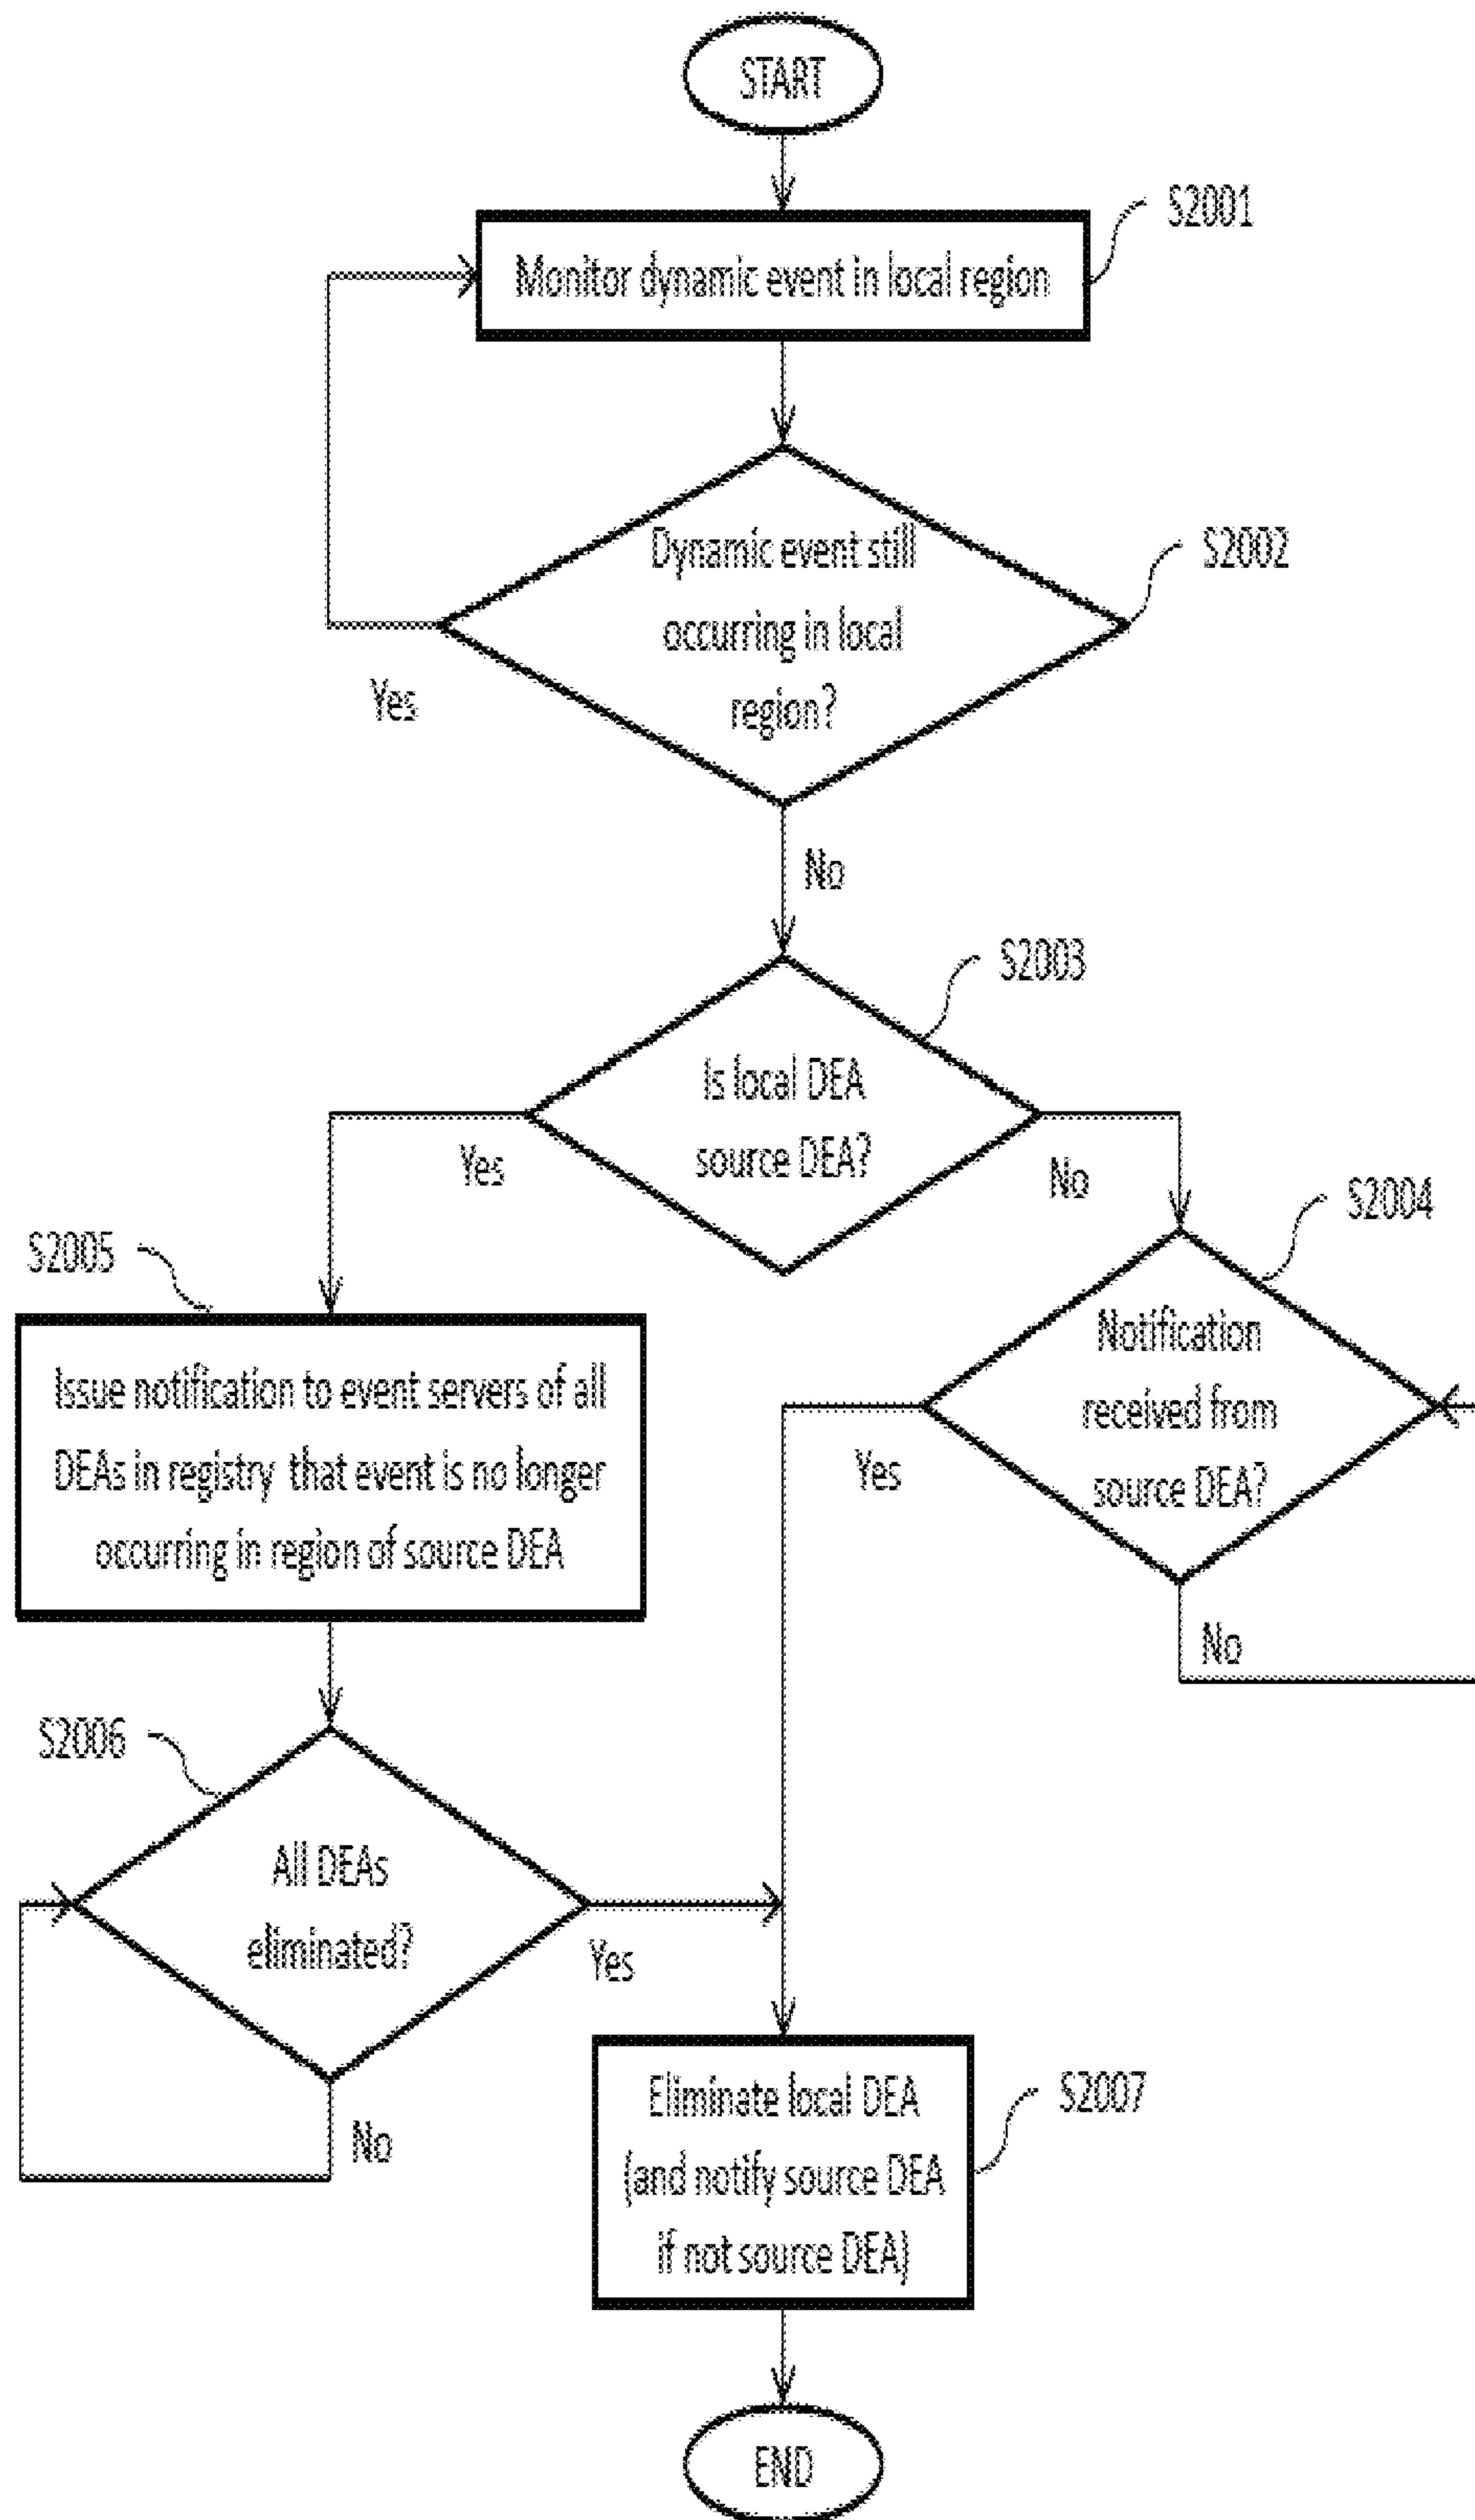 START
S2001
Monitor dynamic event in local region
S2002
Dynamic event still
occurring in local
region?
Yes
No
S2003
Is local DEA
source DEA?
Yes
No
S2004
Notification
received from
source DEA?
Yes
No
S2005
Issue notification to event servers of all
DEAs in registry that event is no longer
occurring in region of source DEA
S2006
All DEAs
eliminated?
Yes
No
Eliminate local DEA
(and notify source DEA
if not source DEA)
S2007
END